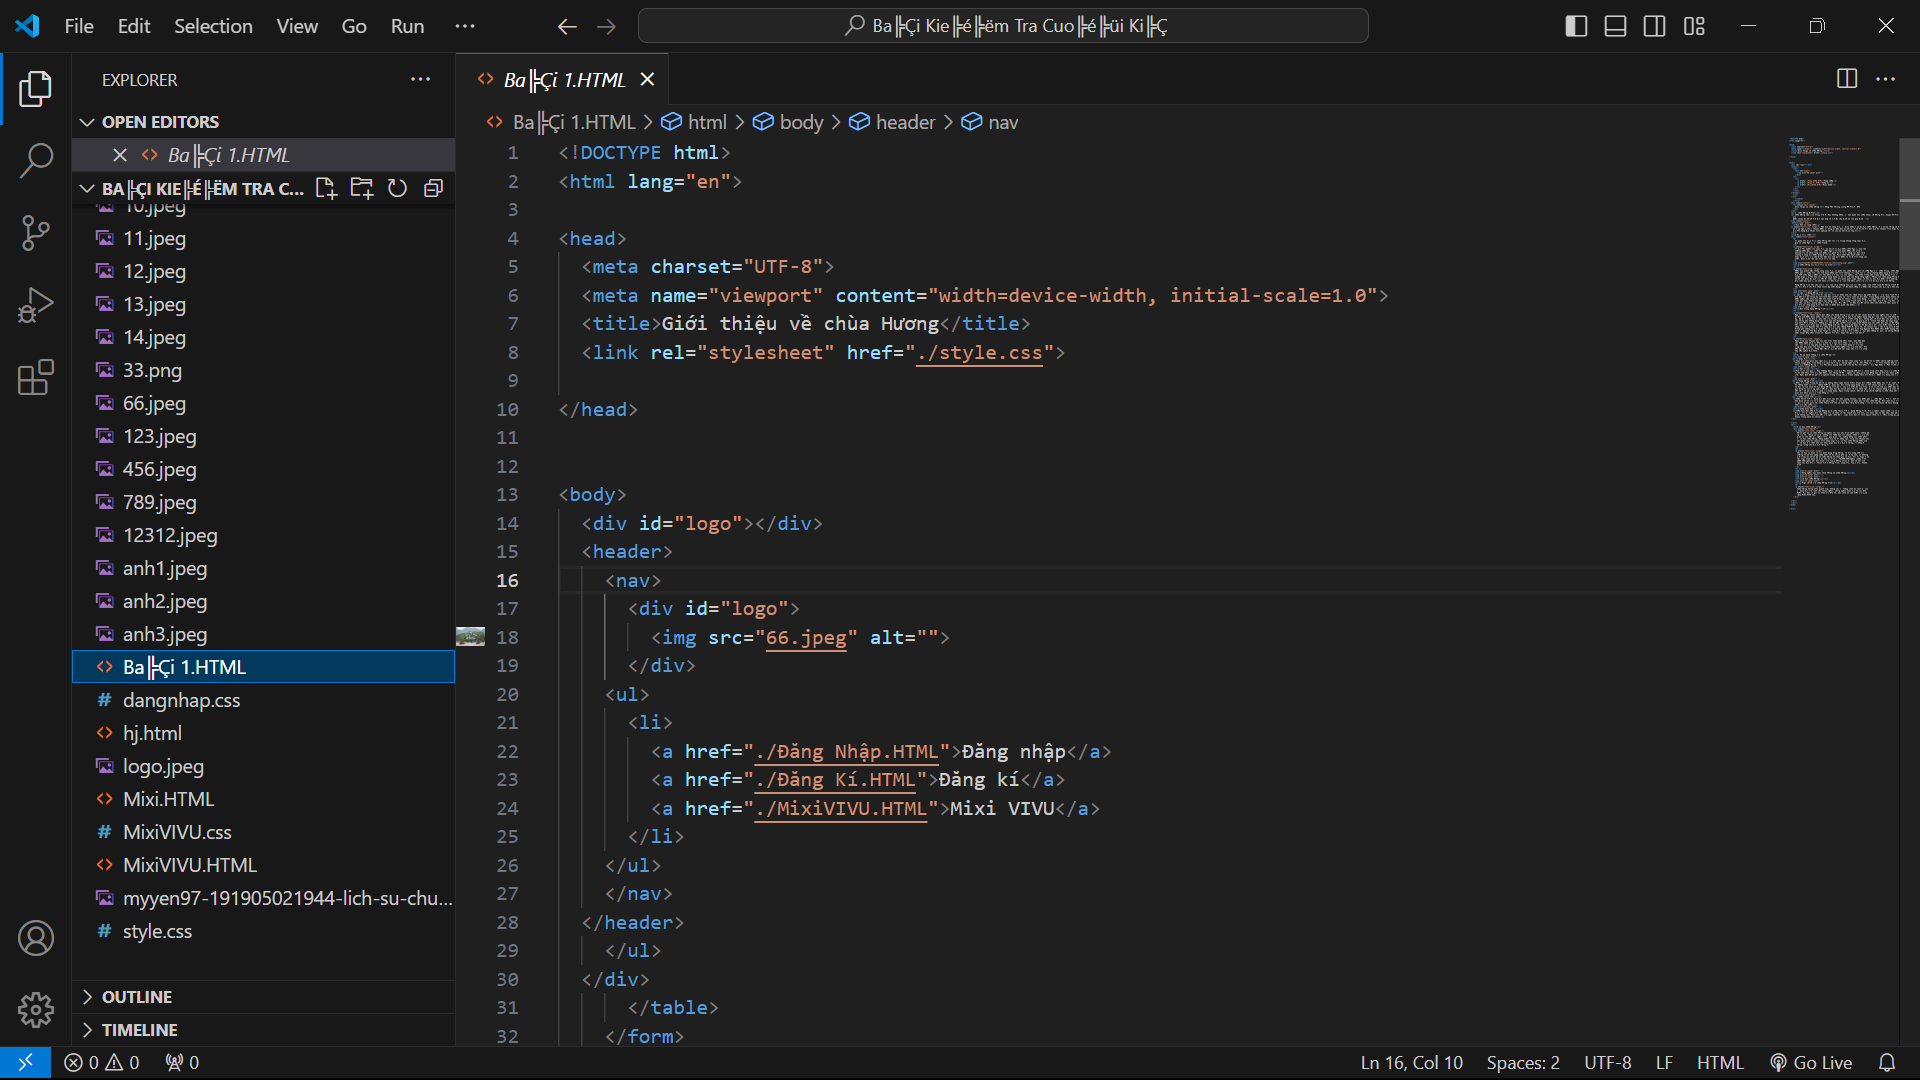 File Edit Selection View Go Run ···
Ba╠Çi Kie╠é╠ëm Tra Cuo╠é╠üi Ki╠Ç
EXPLORER
OPEN EDITORS
Ba╠Çi 1.HTML
BA╠ÇI KIE╠É╠ËM TRA C...
10.jpeg
11.jpeg
12.jpeg
13.jpeg
14.jpeg
33.png
66.jpeg
123.jpeg
456.jpeg
789.jpeg
12312.jpeg
anh1.jpeg
anh2.jpeg
anh3.jpeg
Ba╠Çi 1.HTML
dangnhap.css
hj.html
logo.jpeg
Mixi.HTML
MixiVIVU.css
MixiVIVU.HTML
myyen97-191905021944-lich-su-chu...
style.css
OUTLINE
TIMELINE
Ba╠Çi 1.HTML
Ba╠Çi 1.HTML > html > body > header > nav
1 <!DOCTYPE html>
2 <html lang="en">
3
4 <head>
5 <meta charset="UTF-8">
6 <meta name="viewport" content="width=device-width, initial-scale=1.0">
7 <title>Giới thiệu về chùa Hương</title>
8 <link rel="stylesheet" href="./style.css">
9
10 </head>
11
12
13 <body>
14 <div id="logo"></div>
15 <header>
16 <nav>
17 <div id="logo">
18 <img src="66.jpeg" alt="">
19 </div>
20 <ul>
21 <li>
22 <a href="./Đăng Nhập.HTML">Đăng nhập</a>
23 <a href="./Đăng Kí.HTML">Đăng kí</a>
24 <a href="./MixiVIVU.HTML">Mixi VIVU</a>
25 </li>
26 </ul>
27 </nav>
28 </header>
29 </ul>
30 </div>
31 </table>
32 </form>
0 0 0
Ln 16, Col 10 Spaces: 2 UTF-8 LF HTML Go Live